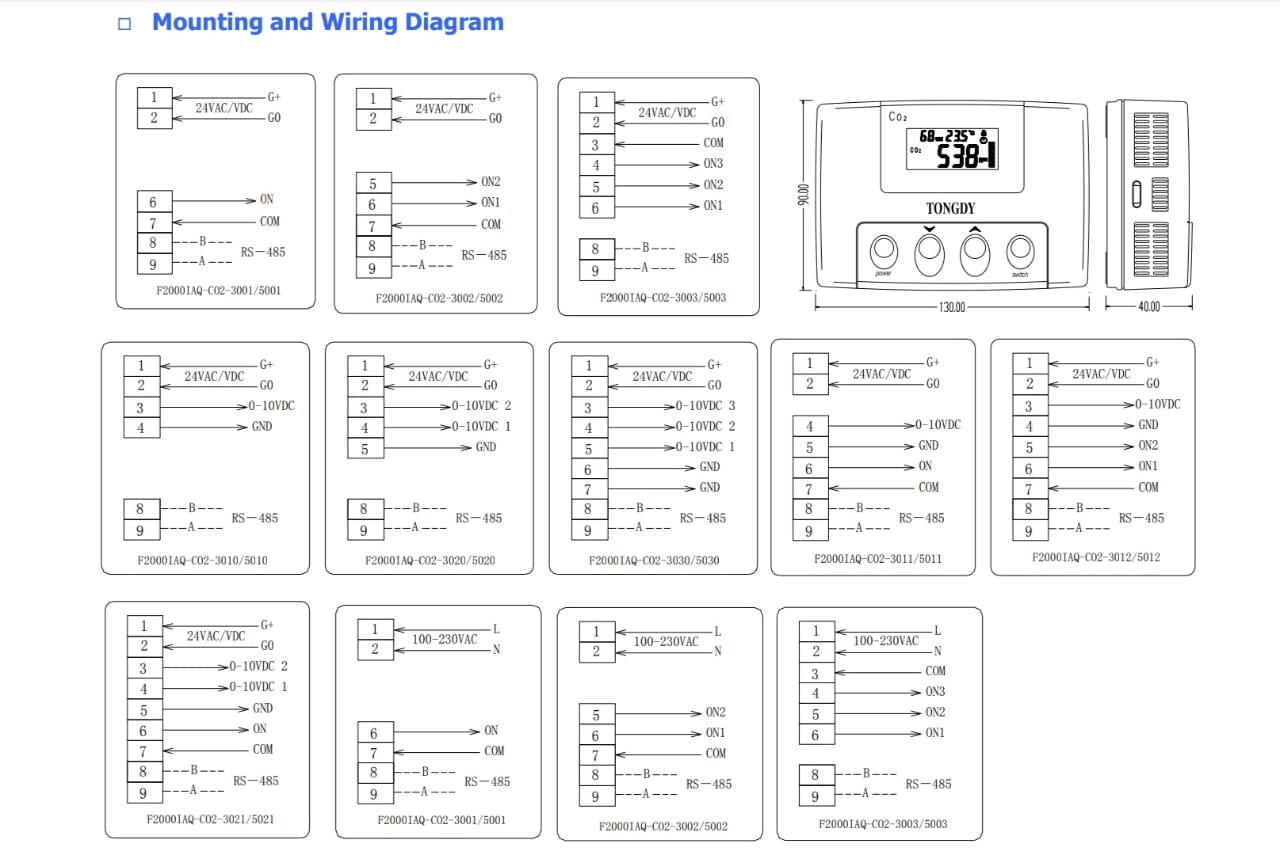 Mounting and Wiring Diagram
1 G+
24VAC/VDC
2 G0
6 ON
7 COM
8 B
RS-485
9 A
F2000IAQ-CO2-3001/5001
1 G+
24VAC/VDC
2 G0
5 ON2
6 ON1
7 COM
8 B
RS-485
9 A
F2000IAQ-CO2-3002/5002
1 G+
24VAC/VDC
2 G0
3 COM
4 ON3
5 ON2
6 ON1
8 B
RS-485
9 A
F2000IAQ-CO2-3003/5003
Co2
68 23.5
CO2 538
TONGDY
power switch
90.00
130.00
40.00
1 G+
24VAC/VDC
2 G0
3 0-10VDC
4 GND
8 B
RS-485
9 A
F2000IAQ-CO2-3010/5010
1 G+
24VAC/VDC
2 G0
3 0-10VDC 2
4 0-10VDC 1
5 GND
8 B
RS-485
9 A
F2000IAQ-CO2-3020/5020
1 G+
24VAC/VDC
2 G0
3 0-10VDC 3
4 0-10VDC 2
5 0-10VDC 1
6 GND
7 GND
8 B
RS-485
9 A
F2000IAQ-CO2-3030/5030
1 G+
24VAC/VDC
2 G0
4 0-10VDC
5 GND
6 ON
7 COM
8 B
RS-485
9 A
F2000IAQ-CO2-3011/5011
1 G+
24VAC/VDC
2 G0
3 0-10VDC
4 GND
5 ON2
6 ON1
7 COM
8 B
RS-485
9 A
F2000IAQ-CO2-3012/5012
1 G+
24VAC/VDC
2 G0
3 0-10VDC 2
4 0-10VDC 1
5 GND
6 ON
7 COM
8 B
RS-485
9 A
F2000IAQ-CO2-3021/5021
1 L
100-230VAC
2 N
6 ON
7 COM
8 B
RS-485
9 A
F2000IAQ-CO2-3001/5001
1 L
100-230VAC
2 N
5 ON2
6 ON1
7 COM
8 B
RS-485
9 A
F2000IAQ-CO2-3002/5002
1 L
100-230VAC
2 N
3 COM
4 ON3
5 ON2
6 ON1
8 B
RS-485
9 A
F2000IAQ-CO2-3003/5003